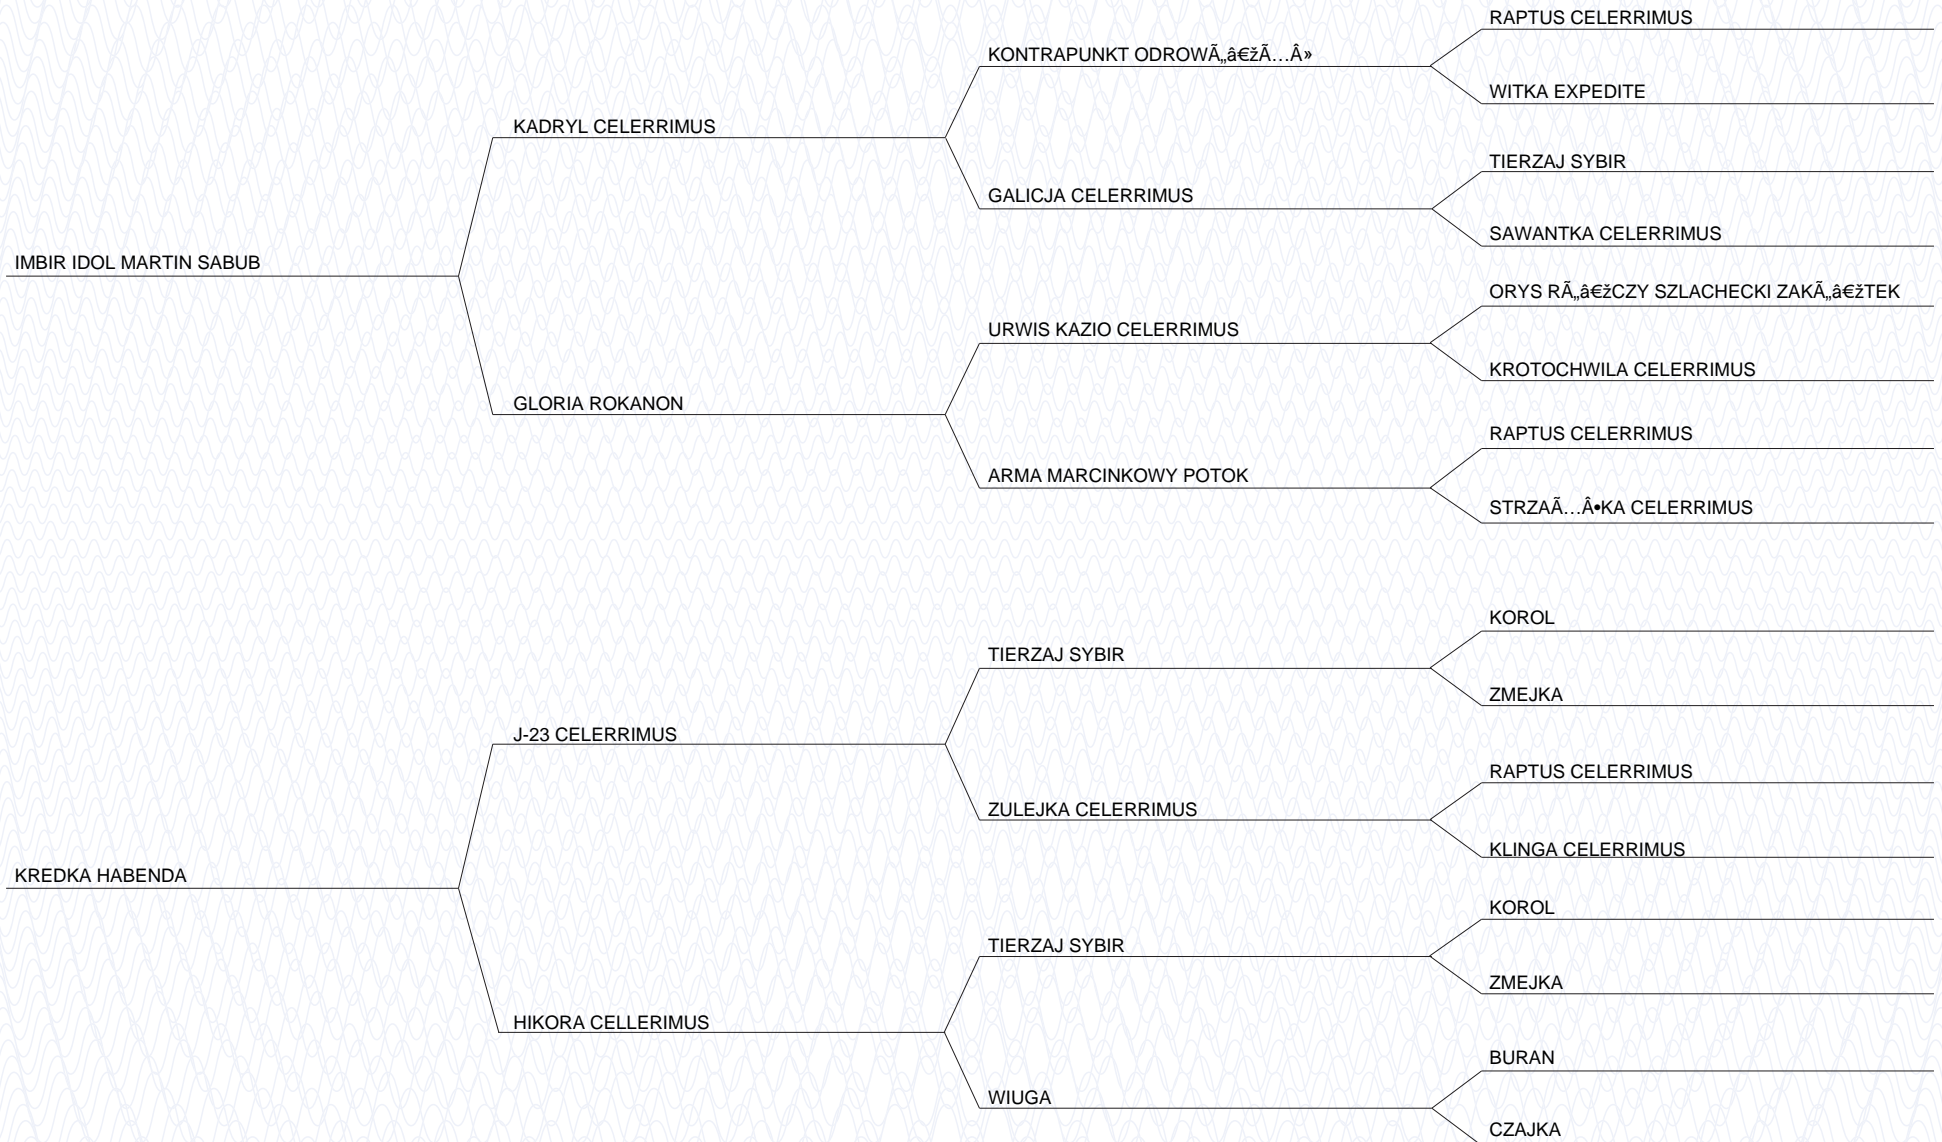 RAPTUS CELERRIMUS
KONTRAPUNKT ODROWÃ„â€žÃ…Â»
WITKA EXPEDITE
KADRYL CELERRIMUS
TIERZAJ SYBIR
GALICJA CELERRIMUS
SAWANTKA CELERRIMUS
IMBIR IDOL MARTIN SABUB
ORYS RÃ„â€žCZY SZLACHECKI ZAKÃ„â€žTEK
URWIS KAZIO CELERRIMUS
KROTOCHWILA CELERRIMUS
GLORIA ROKANON
RAPTUS CELERRIMUS
ARMA MARCINKOWY POTOK
STRZAÃ…Â•KA CELERRIMUS
KOROL
TIERZAJ SYBIR
ZMEJKA
J-23 CELERRIMUS
RAPTUS CELERRIMUS
ZULEJKA CELERRIMUS
KLINGA CELERRIMUS
KREDKA HABENDA
KOROL
TIERZAJ SYBIR
ZMEJKA
HIKORA CELLERIMUS
BURAN
WIUGA
CZAJKA